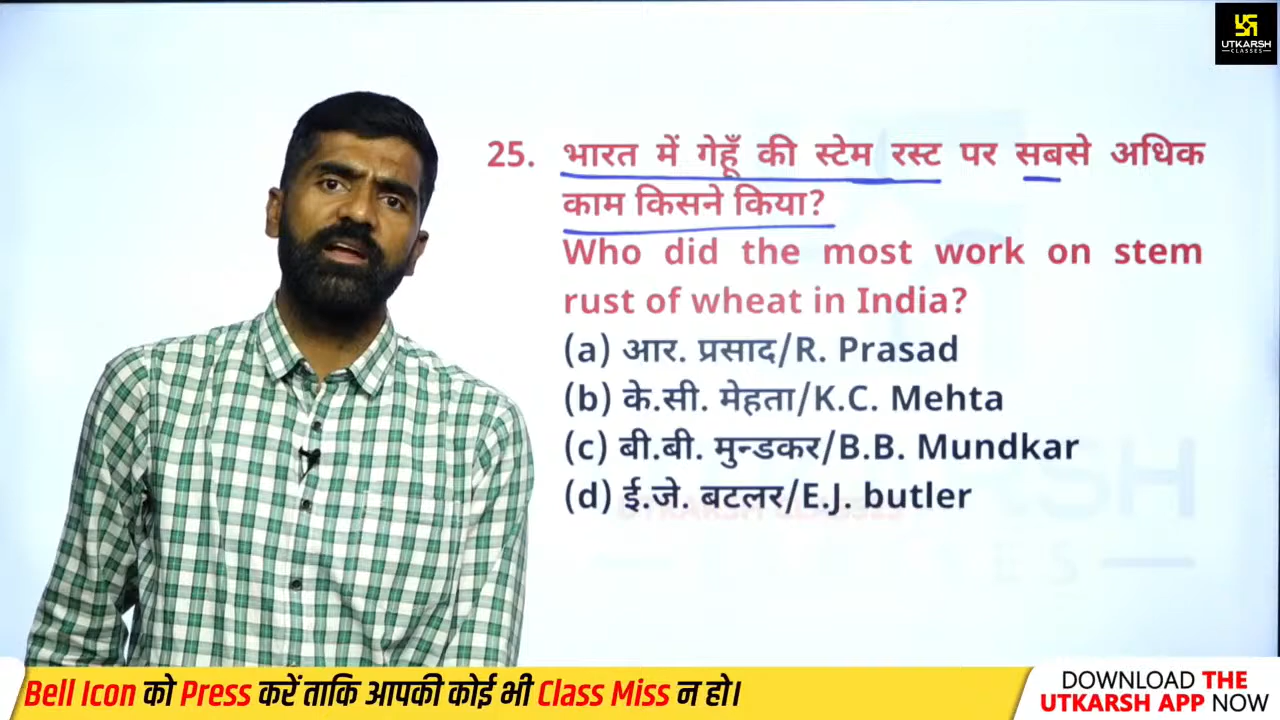 UTKARSH
CLASSES
25. भारत में गेहूँ की स्टेम रस्ट पर सबसे अधिक
काम किसने किया?
Who did the most work on stem
rust of wheat in India?
(a) आर. प्रसाद/R. Prasad
(b) के.सी. मेहता/K.C. Mehta
(c) बी.बी. मुन्डकर/B.B. Mundkar
(d) ई.जे. बटलर/E.J. butler
Bell Icon को Press करें ताकि आपकी कोई भी Class Miss न हो।
DOWNLOAD THE
UTKARSH APP NOW